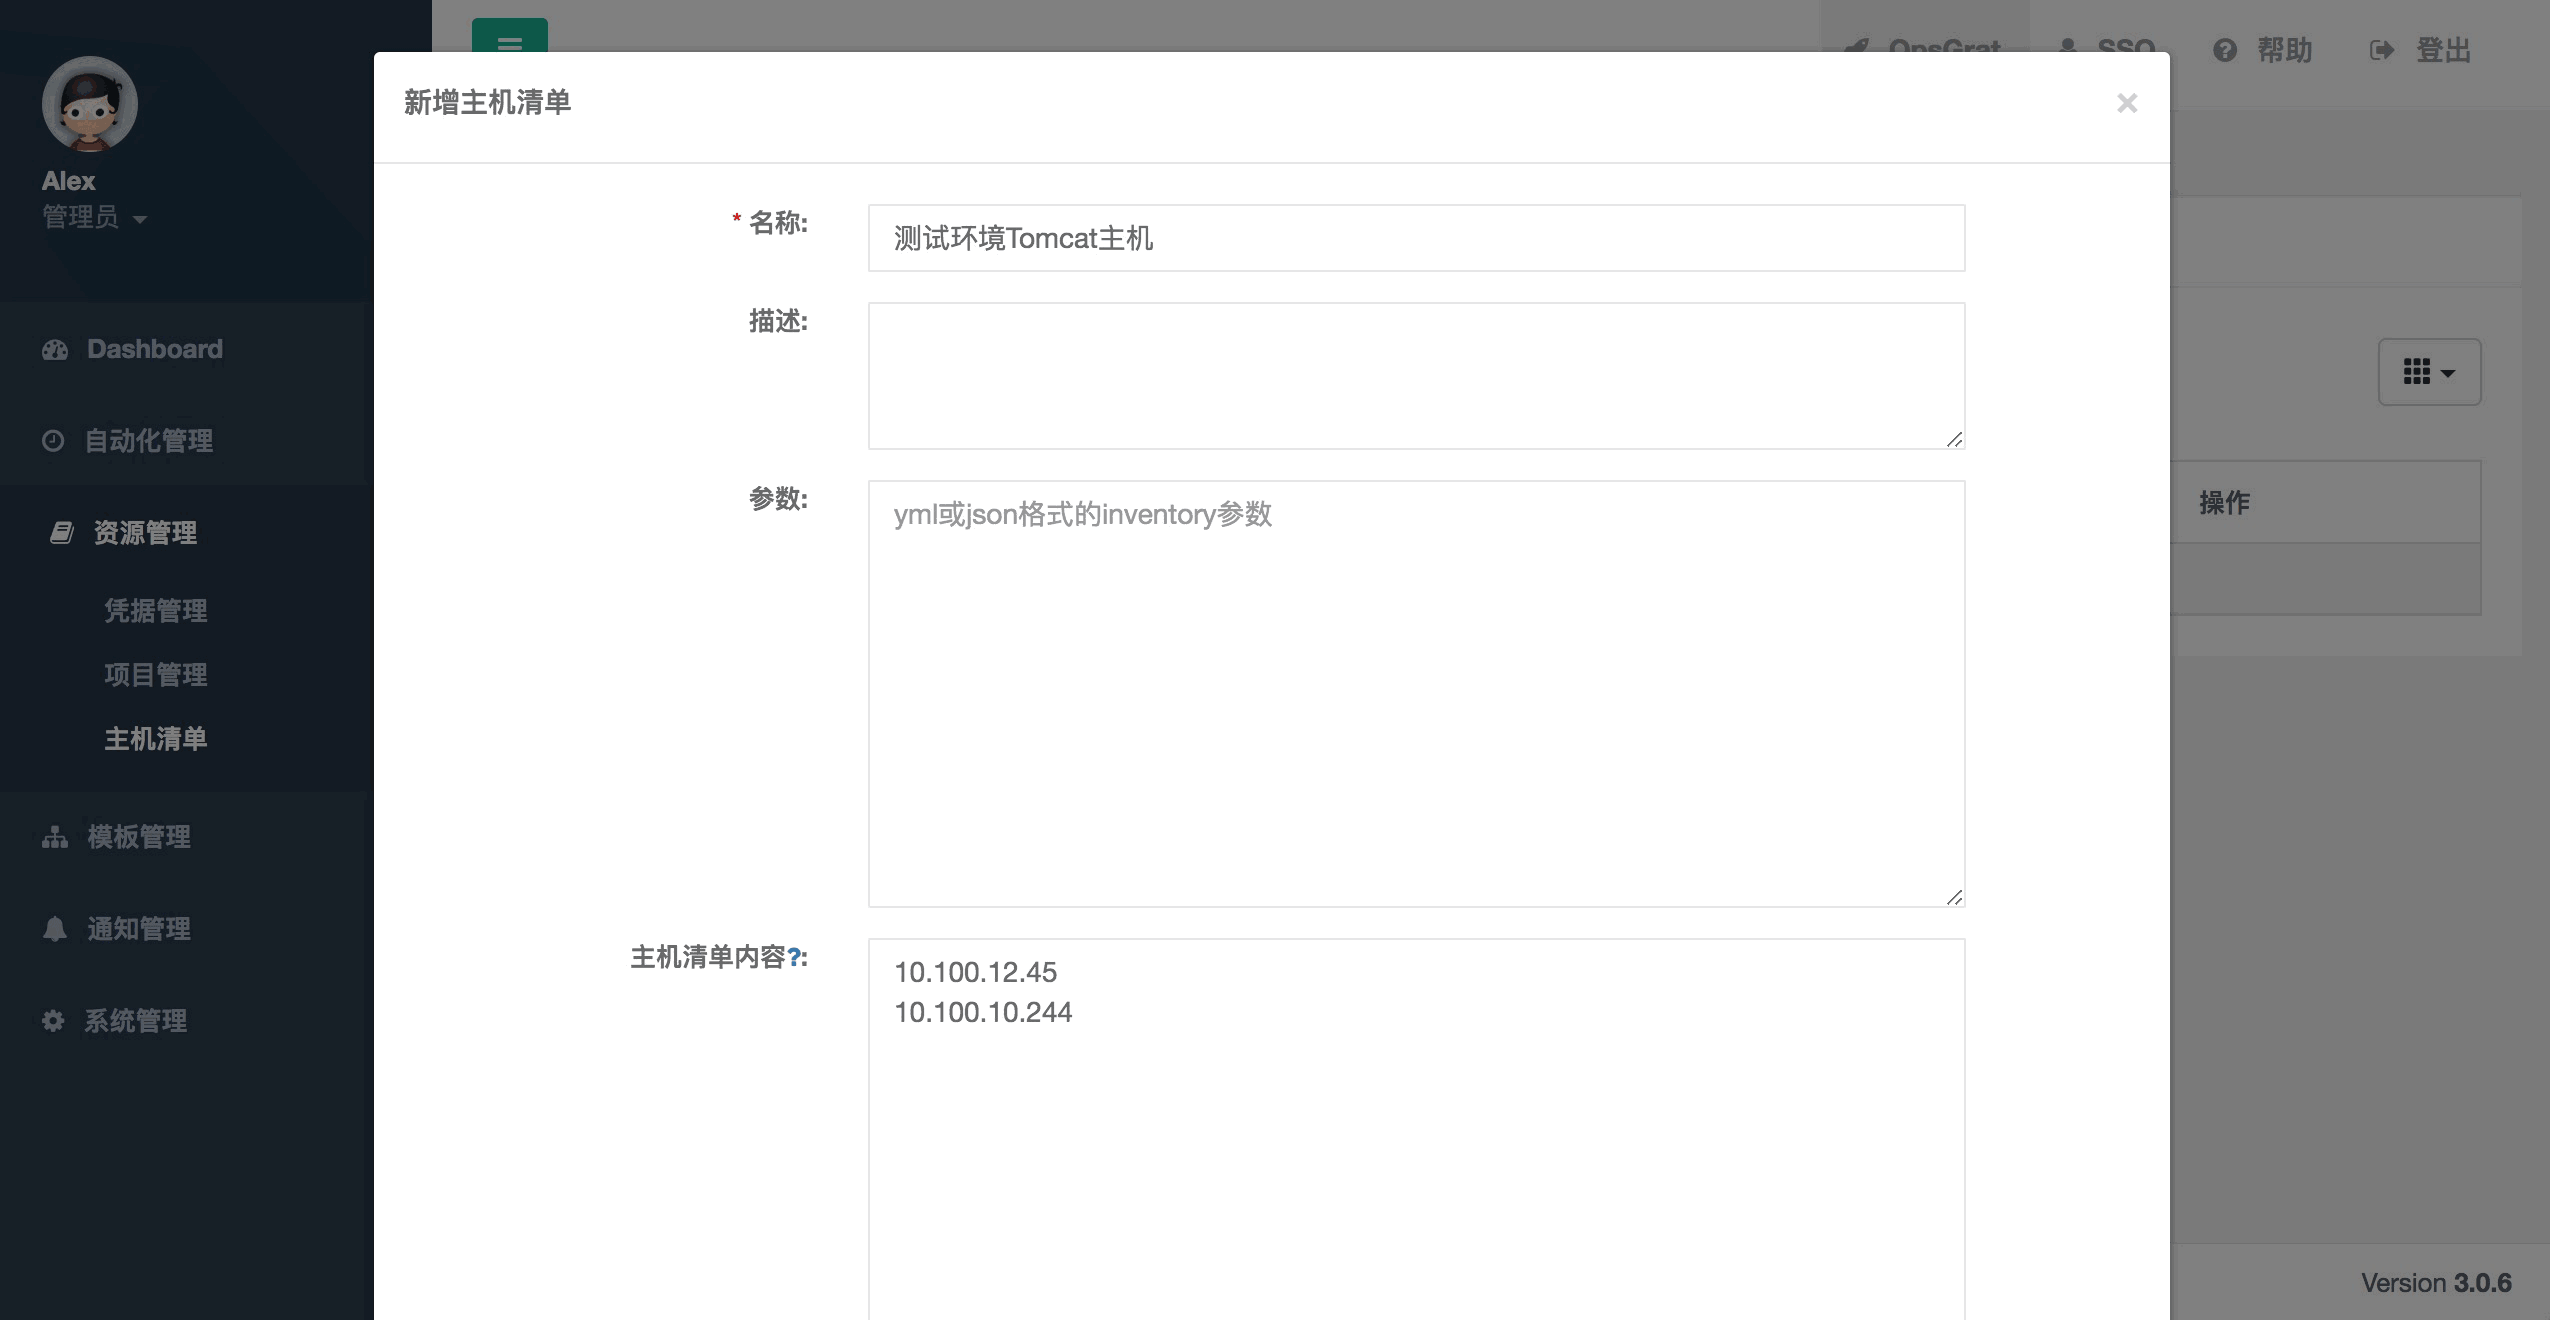 Alex
管理员
Dashboard
自动化管理
资源管理
凭据管理
项目管理
主机清单
模板管理
通知管理
系统管理
SSO
帮助
登出
新增主机清单
* 名称:
测试环境Tomcat主机
描述:
参数:
yml或json格式的inventory参数
主机清单内容?:
10.100.12.45
10.100.10.244
操作
Version 3.0.6